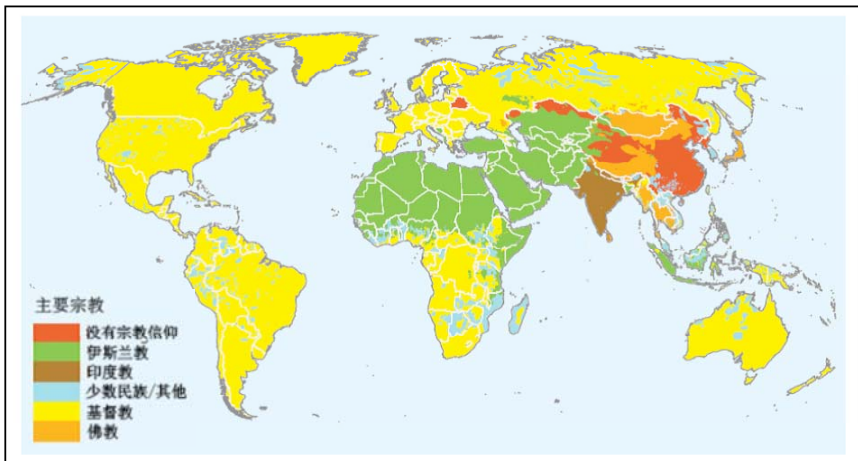 主要宗教
没有宗教信仰
伊斯兰教
印度教
少数民族/其他
基督教
佛教